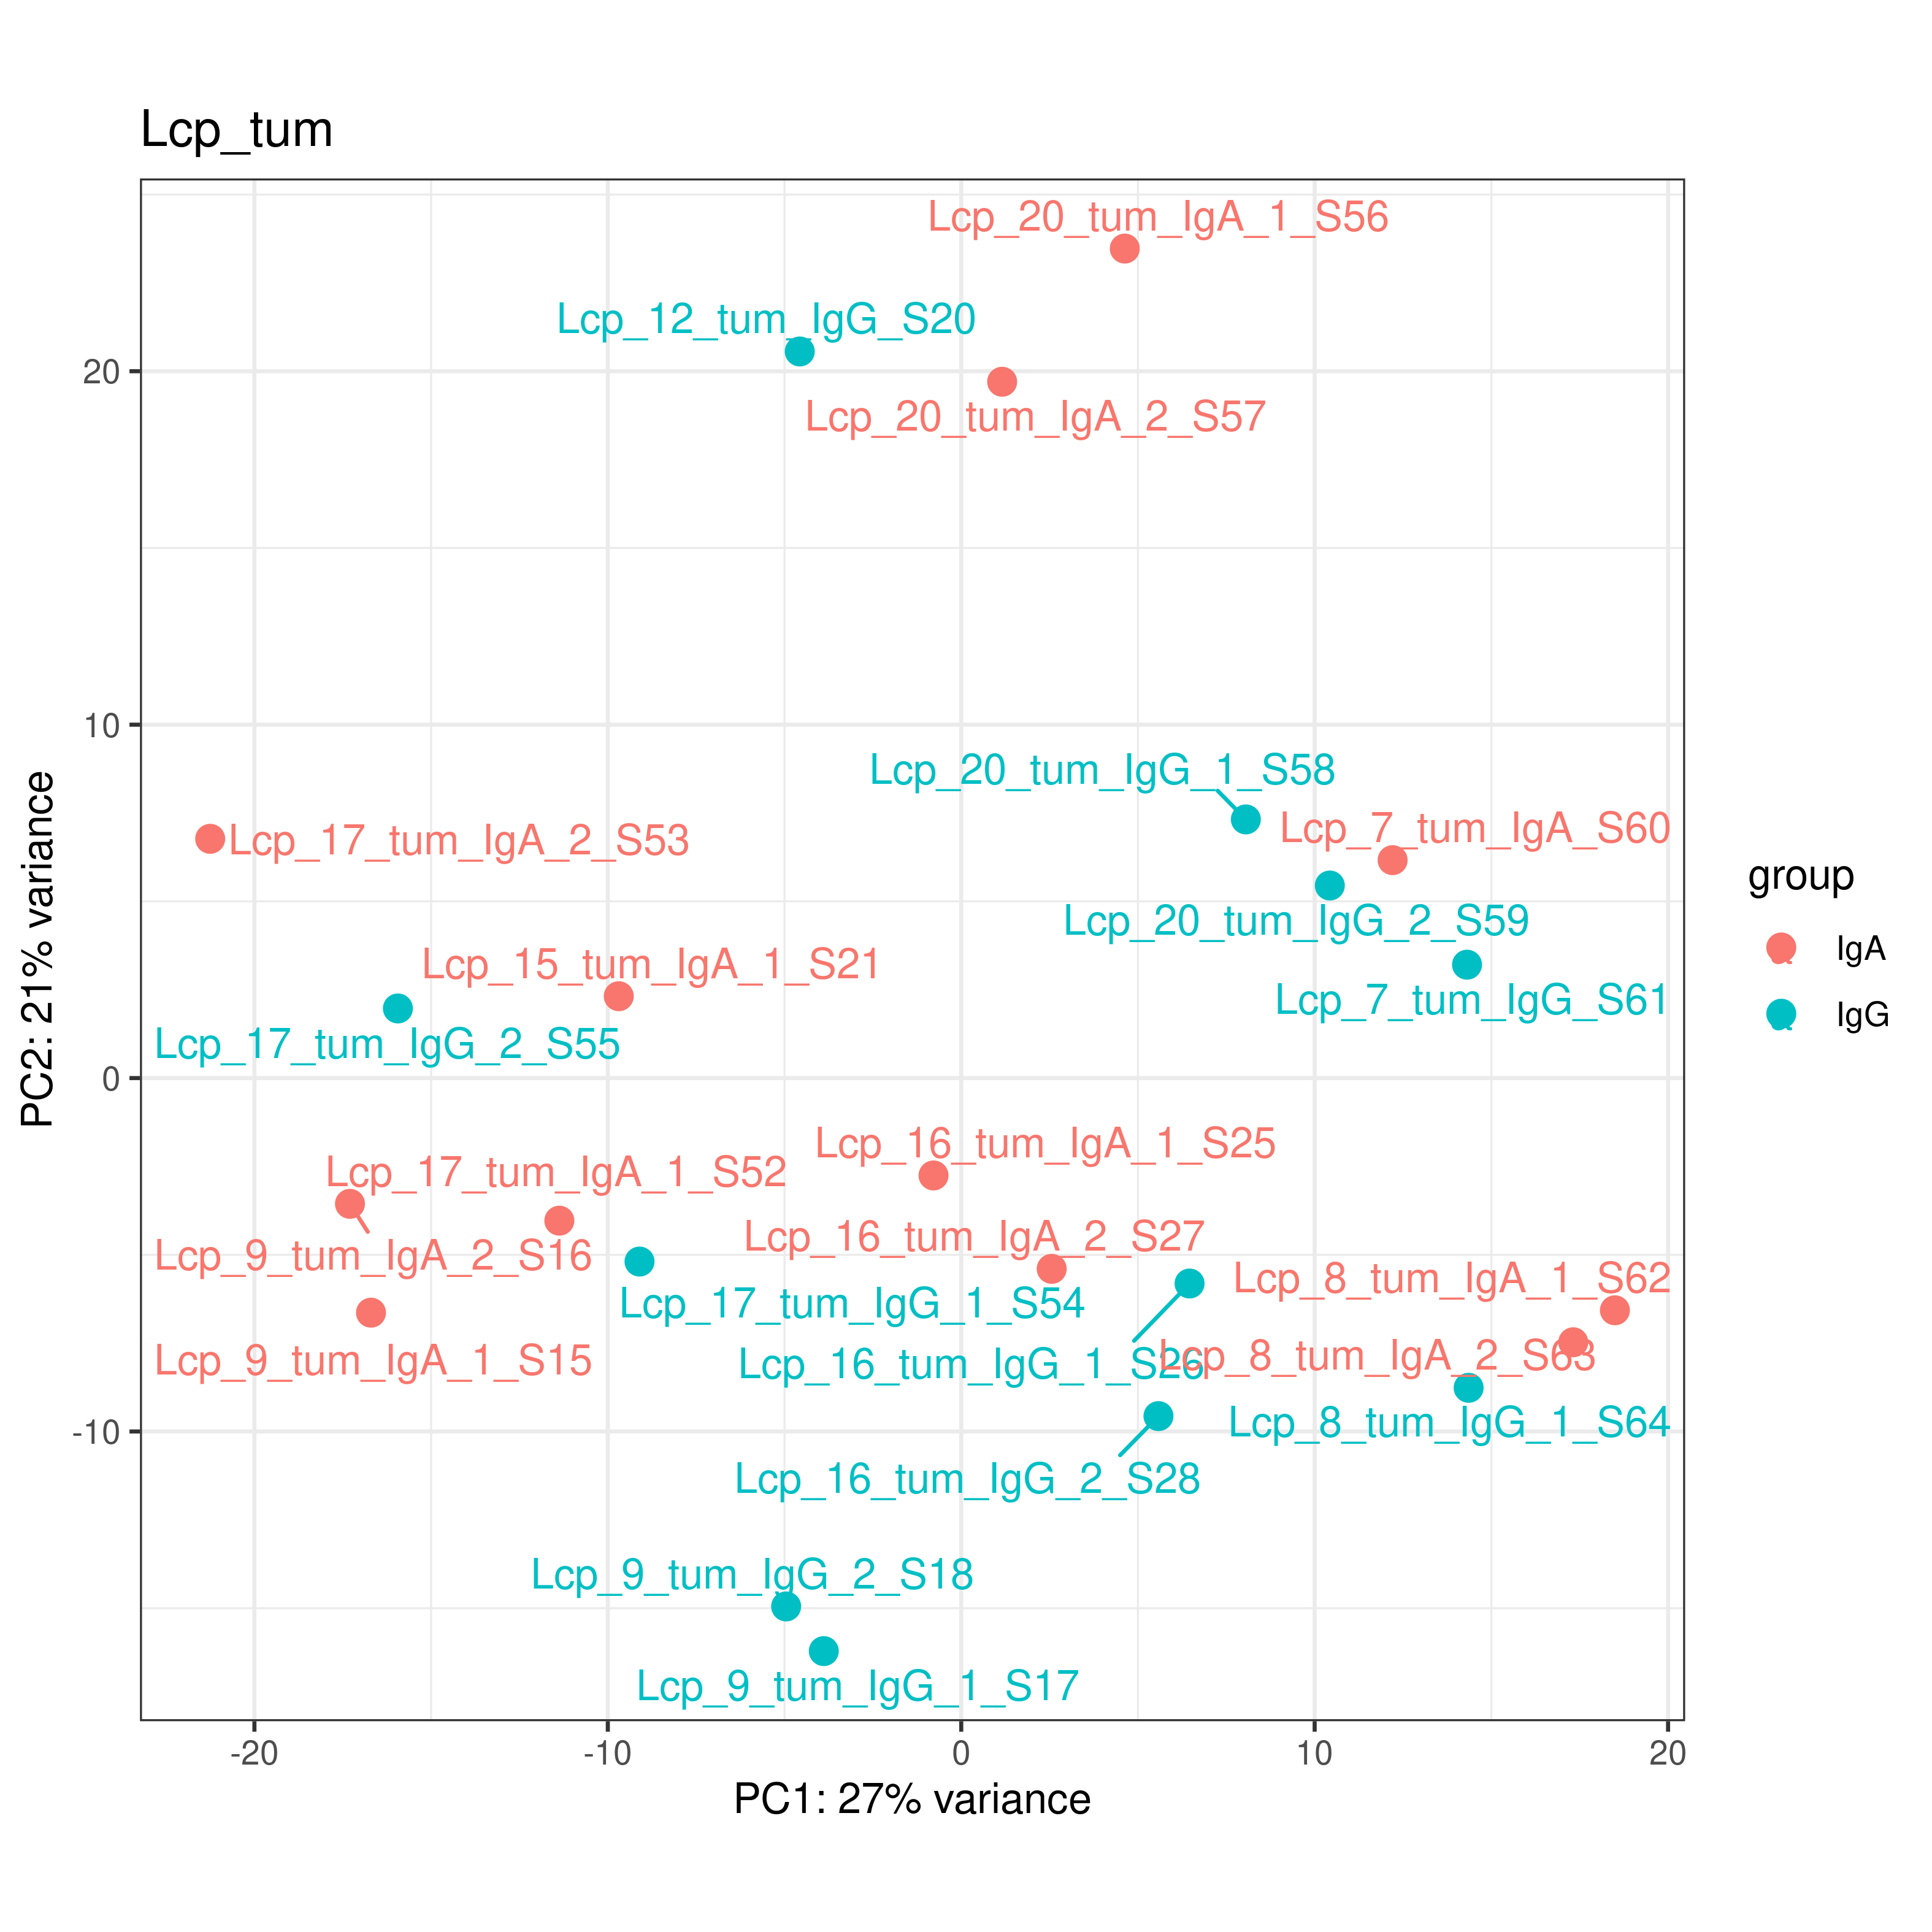 Lcp_tum
Lcp_20_tum_IgA_1_S56
Lcp_12_tum_IgG_S20
20
Lcp_20_tum_IgA_2_S57
10
Lcp_20_tum_IgG_1_S58
Lcp_7_tum_IgA_S60
Lcp_17_tum_IgA_2_S53
Lcp_20_tum_IgG_2_S59
Lcp_15_tum_IgA_1_S21
Lcp_7_tum_IgG_S61
Lcp_17_tum_IgG_2_S55
0
Lcp_16_tum_IgA_1_S25
Lcp_17_tum_IgA_1_S52
Lcp_16_tum_IgA_2_S27
Lcp_9_tum_IgA_2_S16
Lcp_8_tum_IgA_1_S62
Lcp_17_tum_IgG_1_S54
Lcp_8_tum_IgA_2_S63
Lcp_9_tum_IgA_1_S15
Lcp_16_tum_IgG_1_S26
Lcp_8_tum_IgG_1_S64
-10
Lcp_16_tum_IgG_2_S28
Lcp_9_tum_IgG_2_S18
Lcp_9_tum_IgG_1_S17
-20 -10 0 10 20
PC1: 27% variance
PC2: 21% variance
group
IgA
IgG